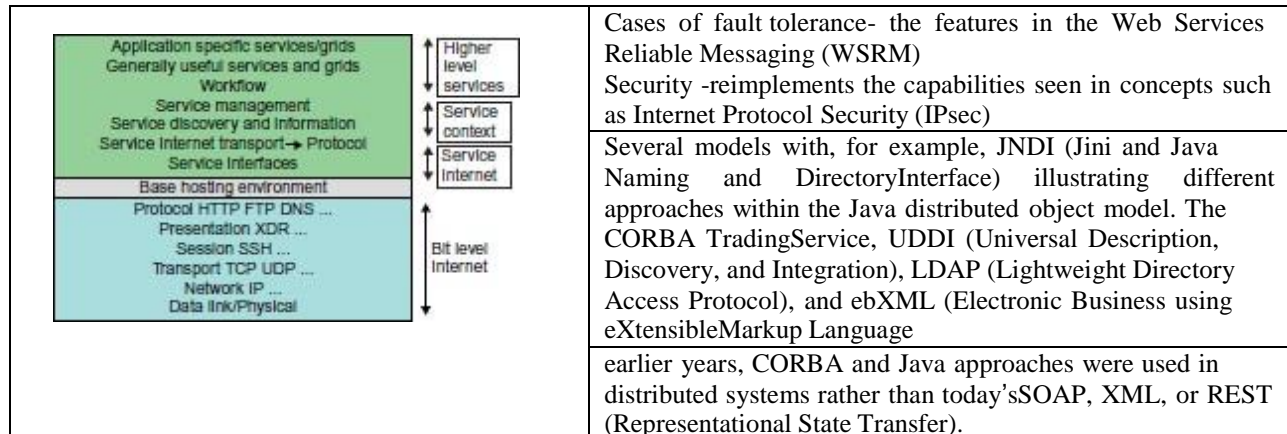 Application specific services/grids
Generally useful services and grids
Workflow
Service management
Service discovery and information
Service Internet transport→ Protocol
Service Interfaces
Base hosting environment
Protocol HTTP FTP DNS ...
Presentation XDR ...
Session SSH ...
Transport TCP UDP ...
Network IP ...
Data link/Physical
Higher
level
services
Service
context
Service
Internet
Bit level
Internet
Cases of fault tolerance- the features in the Web Services
Reliable Messaging (WSRM)
Security -reimplements the capabilities seen in concepts such
as Internet Protocol Security (IPsec)
Several models with, for example, JNDI (Jini and Java
Naming and DirectoryInterface) illustrating different
approaches within the Java distributed object model. The
CORBA TradingService, UDDI (Universal Description,
Discovery, and Integration), LDAP (Lightweight Directory
Access Protocol), and ebXML (Electronic Business using
eXtensibleMarkup Language
earlier years, CORBA and Java approaches were used in
distributed systems rather than today’sSOAP, XML, or REST
(Representational State Transfer).